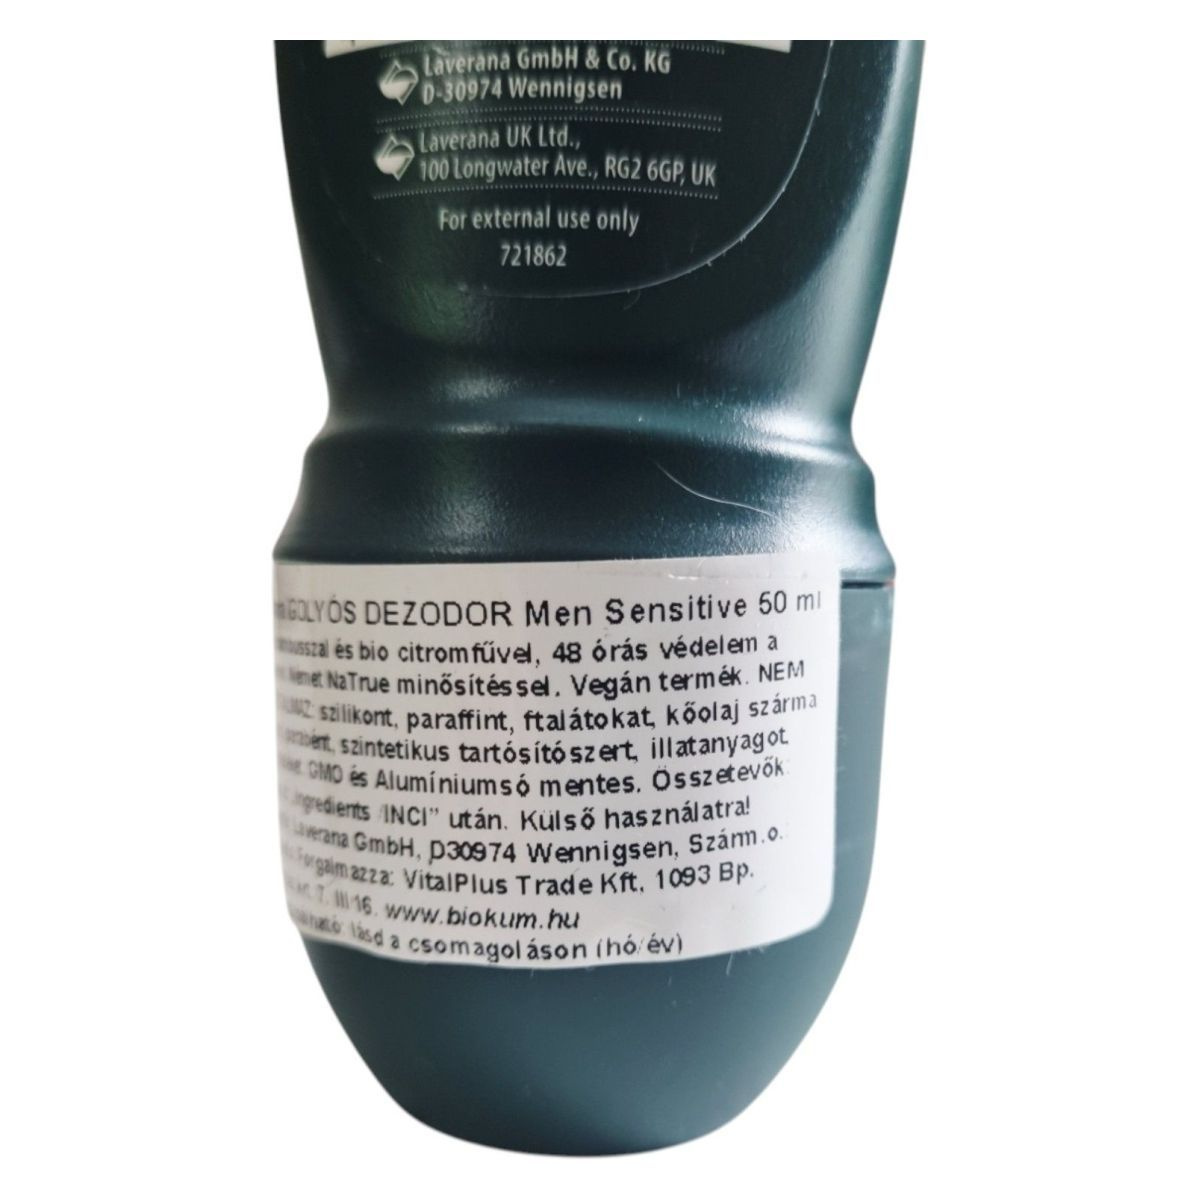 Laverana GmbH & Co. KG
D-30974 Wennigsen
Laverana UK Ltd.,
100 Longwater Ave., RG2 6GP, UK
For external use only
721862
GOLYÓS DEZODOR Men Sensitive 50 ml
és bio citromfűvel, 48 órás védelem a
Német NaTrue minősítéssel. Vegán termék. NEM
szilikont, paraffint, ftalátokat, kőolaj szárma
szintetikus tartósítószert, illatanyagot,
GMO és Alumíniumsó mentes. Összetevők:
„Ingredients /INCI” után. Külső használatra!
Laverana GmbH, D30974 Wennigsen, Szárm.o.:
Forgalmazza: VitalPlus Trade Kft, 1093 Bp.
7. III/16. www.biokum.hu
lásd a csomagoláson (hó/év)